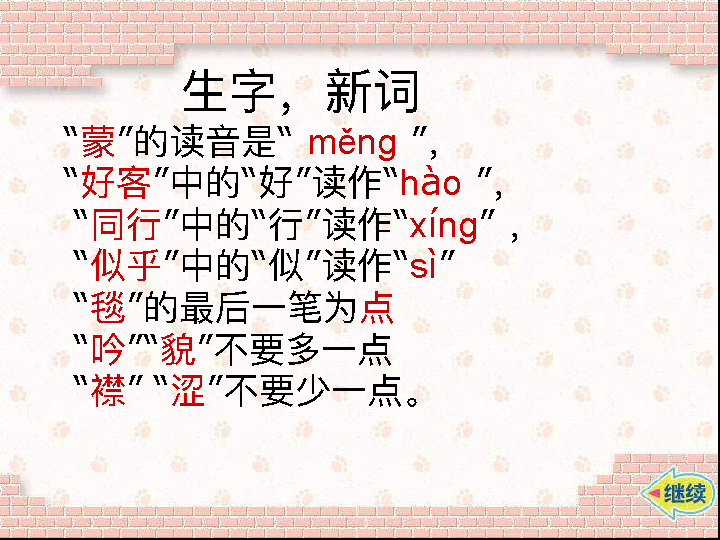 生字，新词
“蒙”的读音是“ měng ”，
“好客”中的“好”读作“hào ”，
“同行”中的“行”读作“xíng” ，
“似乎”中的“似”读作“sì”
“毯”的最后一笔为点
“吟”“貌”不要多一点
“襟” “涩”不要少一点。
继续